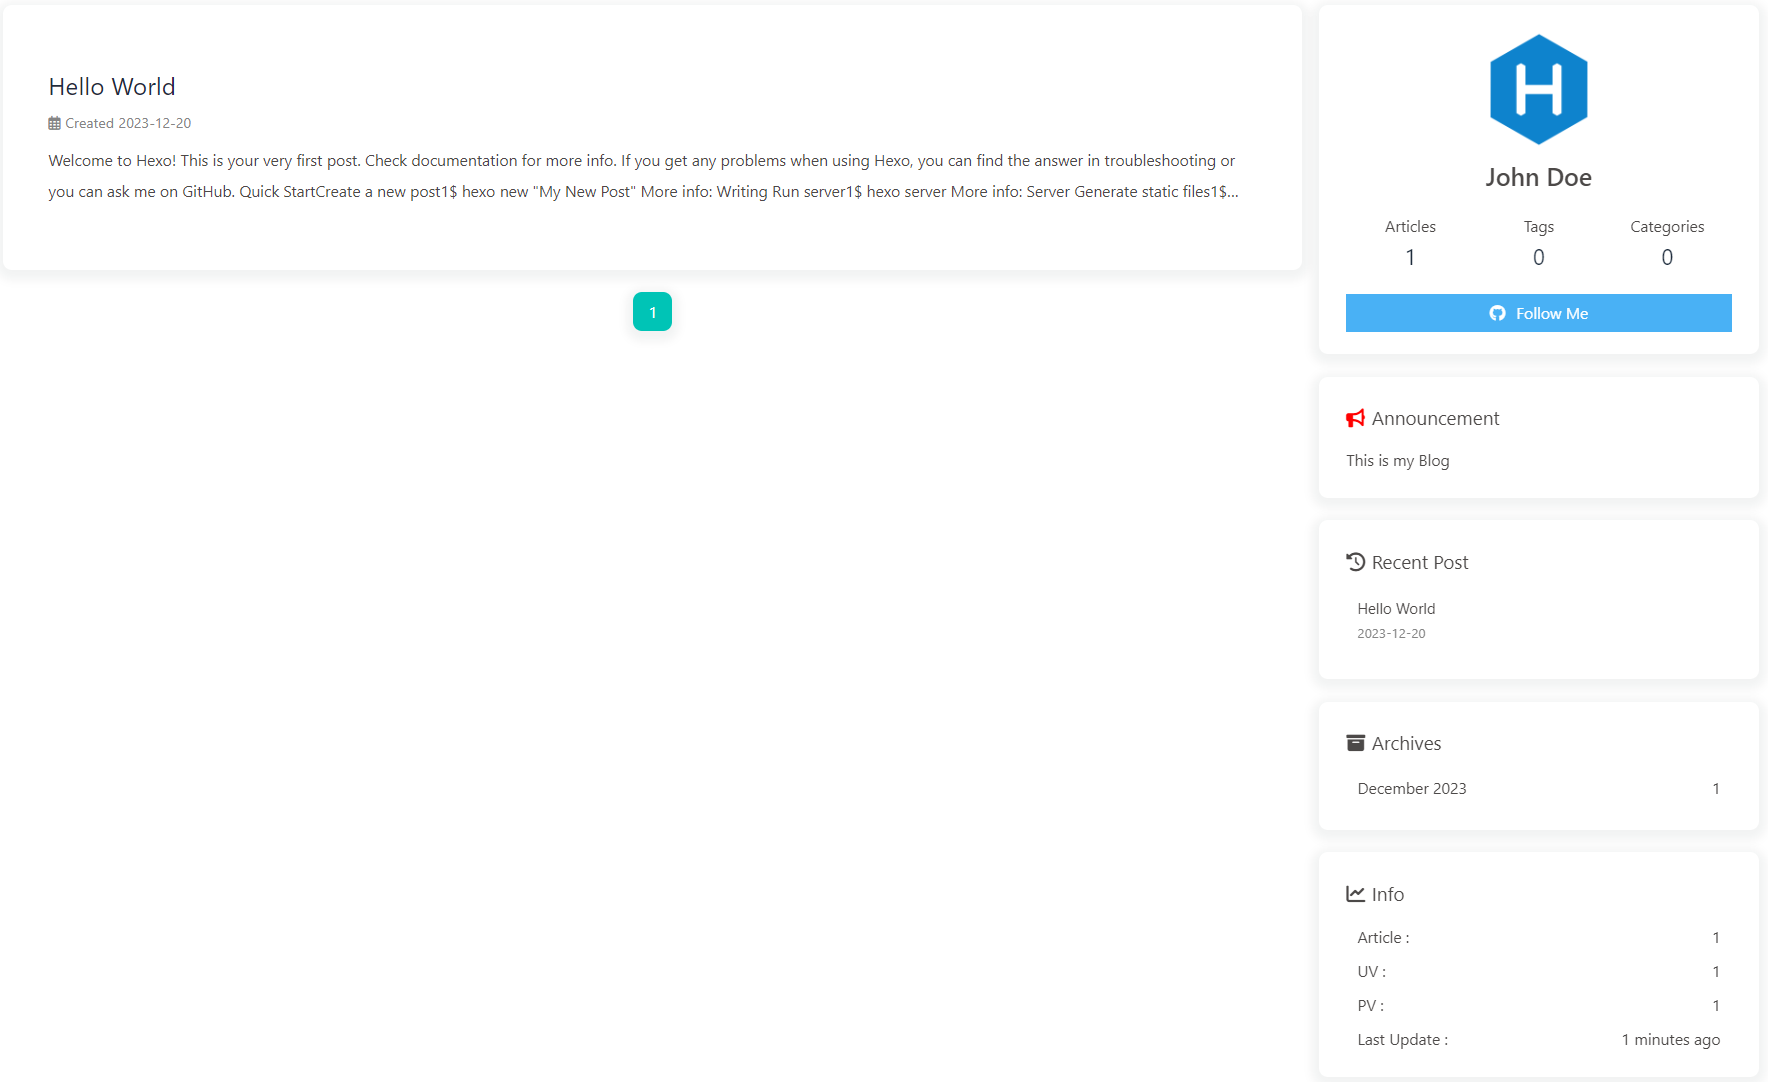 Hello World
Created 2023-12-20
Welcome to Hexo! This is your very first post. Check documentation for more info. If you get any problems when using Hexo, you can find the answer in troubleshooting or
you can ask me on GitHub. Quick StartCreate a new post1$ hexo new "My New Post" More info: Writing Run server1$ hexo server More info: Server Generate static files1$...
1
H
John Doe
Articles Tags Categories
1 0 0
Follow Me
Announcement
This is my Blog
Recent Post
Hello World
2023-12-20
Archives
December 2023 1
Info
Article : 1
UV : 1
PV : 1
Last Update : 1 minutes ago